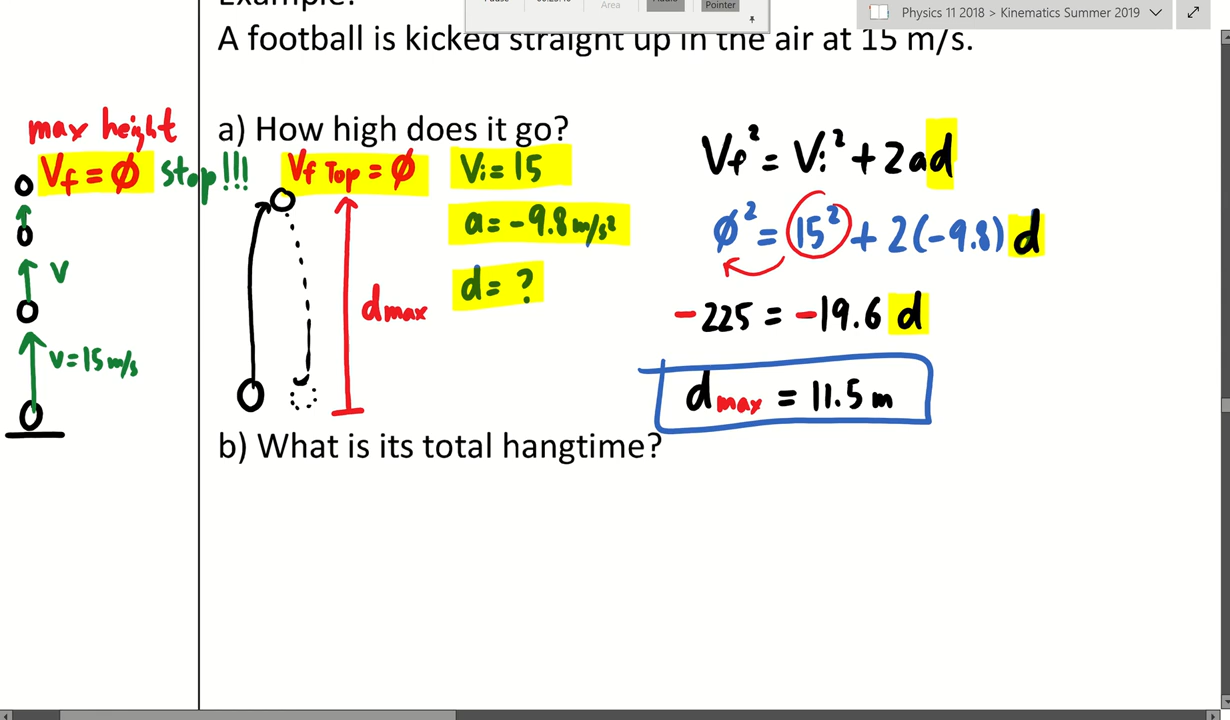 Physics 11 2018 > Kinematics Summer 2019
Area
Pointer
Example:
A football is kicked straight up in the air at 15 m/s.
max height
Vf = Ø stop!!!
V
V = 15 m/s
a) How high does it go?
Vf Top = Ø
Vi = 15
a = -9.8 m/s²
d = ?
dmax
Vf² = Vi² + 2ad
Ø² = 15² + 2(-9.8) d
-225 = -19.6 d
dmax = 11.5 m
b) What is its total hangtime?